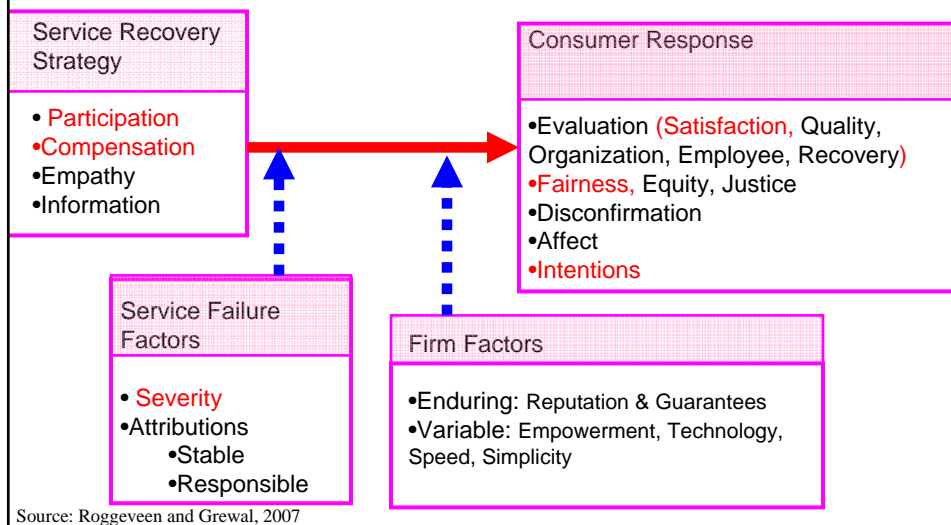 Service Recovery
Strategy
• Participation
•Compensation
•Empathy
•Information
Consumer Response
•Evaluation (Satisfaction, Quality,
Organization, Employee, Recovery)
•Fairness, Equity, Justice
•Disconfirmation
•Affect
•Intentions
Service Failure
Factors
• Severity
•Attributions
•Stable
•Responsible
Firm Factors
•Enduring: Reputation & Guarantees
•Variable: Empowerment, Technology,
Speed, Simplicity
Source: Roggeveen and Grewal, 2007